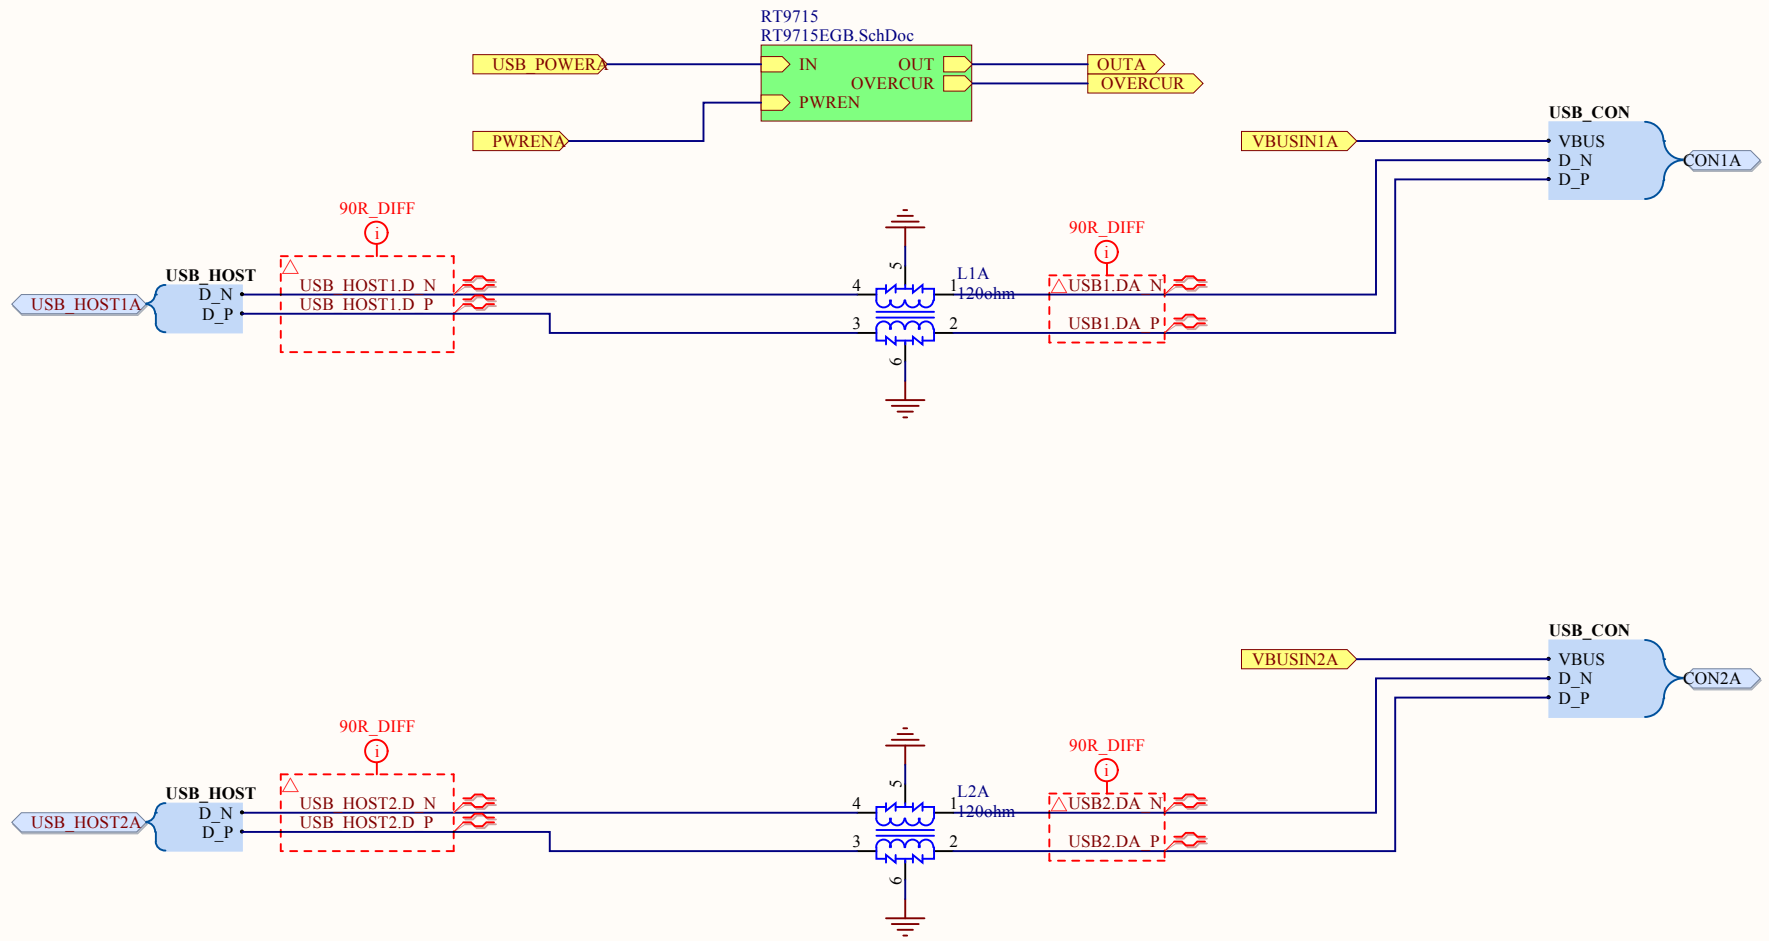 RT9715
RT9715EGB.SchDoc
USB_POWERA
IN
OUT
OUTA
OVERCUR
OVERCUR
PWREN
PWRENA
USB_CON
VBUSIN1A
VBUS
D_N
D_P
CON1A
90R_DIFF
i
90R_DIFF
i
USB_HOST
USB_HOST1A
D_N
D_P
USB_HOST1.D_N
USB_HOST1.D_P
5
4
1
L1A
120ohm
3
2
6
USB1.DA_N
USB1.DA_P
USB_CON
VBUSIN2A
VBUS
D_N
D_P
CON2A
90R_DIFF
i
90R_DIFF
i
USB_HOST
USB_HOST2A
D_N
D_P
USB_HOST2.D_N
USB_HOST2.D_P
5
4
1
L2A
120ohm
3
2
6
USB2.DA_N
USB2.DA_P